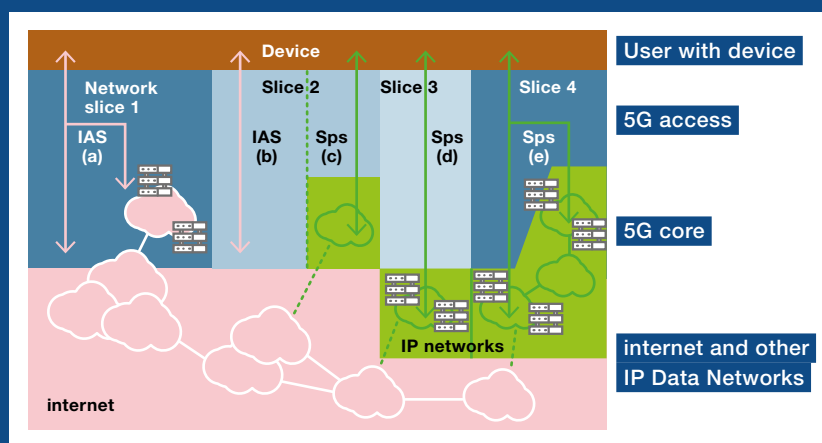 Device
User with device
Network
slice 1
Slice 2
Slice 3
Slice 4
5G access
IAS
(a)
IAS
(b)
Sps
(c)
Sps
(d)
Sps
(e)
5G core
IP networks
internet and other
IP Data Networks
internet